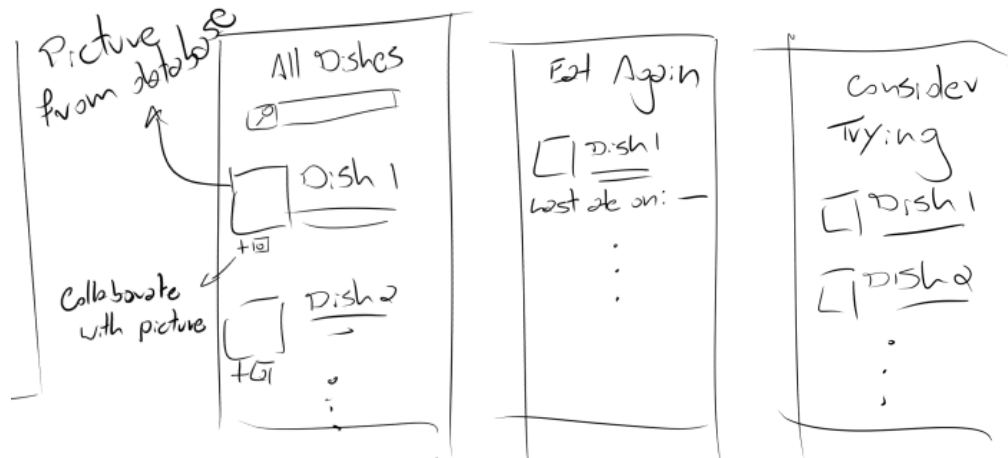 Picture
from database
All Dishes
Dish 1
+
Collaborate
with picture
Dish 2
+
Eat Again
Dish 1
Last ate on: —
Consider
Trying
Dish 1
Dish 2